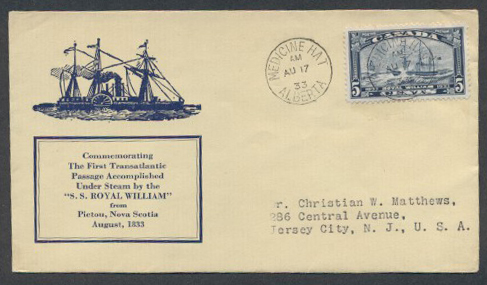 MEDICINE HAT
AM
AU 17
33
ALBERTA
CANADA
5 CENTS 5
Commemorating
The First Transatlantic
Passage Accomplished
Under Steam by the
"S. S. ROYAL WILLIAM"
from
Pictou, Nova Scotia
August, 1833
r. Christian W. Matthews,
286 Central Avenue,
Jersey City, N. J., U. S. A.